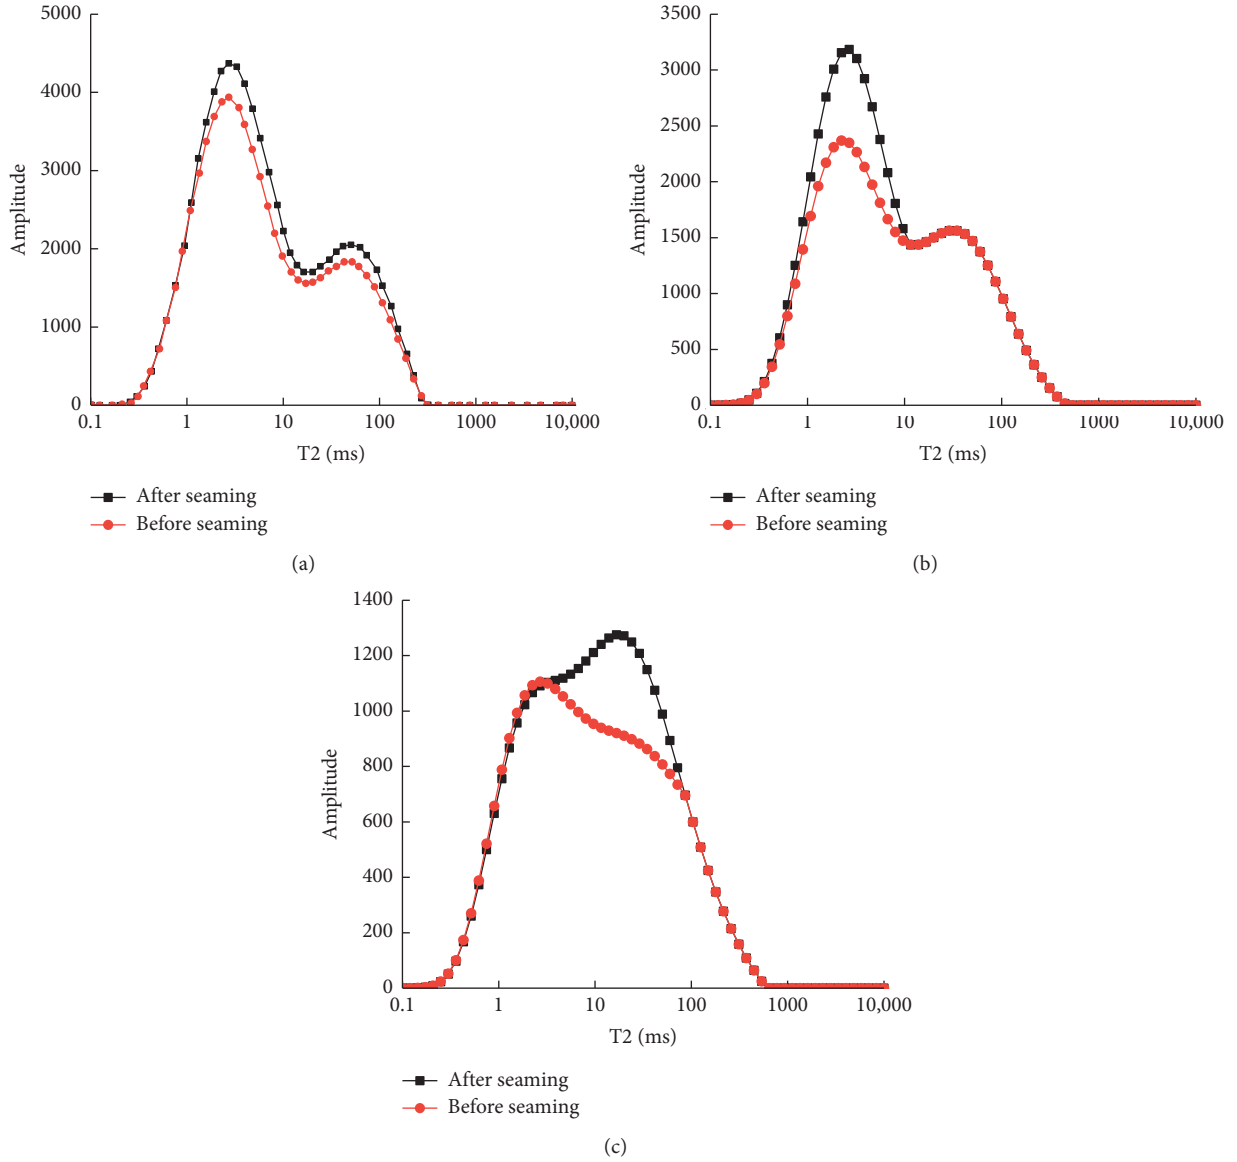 5000
4000
3000
2000
1000
0
Amplitude
0.1 1 10 100 1000 10,000
T2 (ms)
After seaming
Before seaming
(a)
3500
3000
2500
2000
1500
1000
500
0
Amplitude
0.1 1 10 100 1000 10,000
T2 (ms)
After seaming
Before seaming
(b)
1400
1200
1000
800
600
400
200
0
Amplitude
0.1 1 10 100 1000 10,000
T2 (ms)
After seaming
Before seaming
(c)